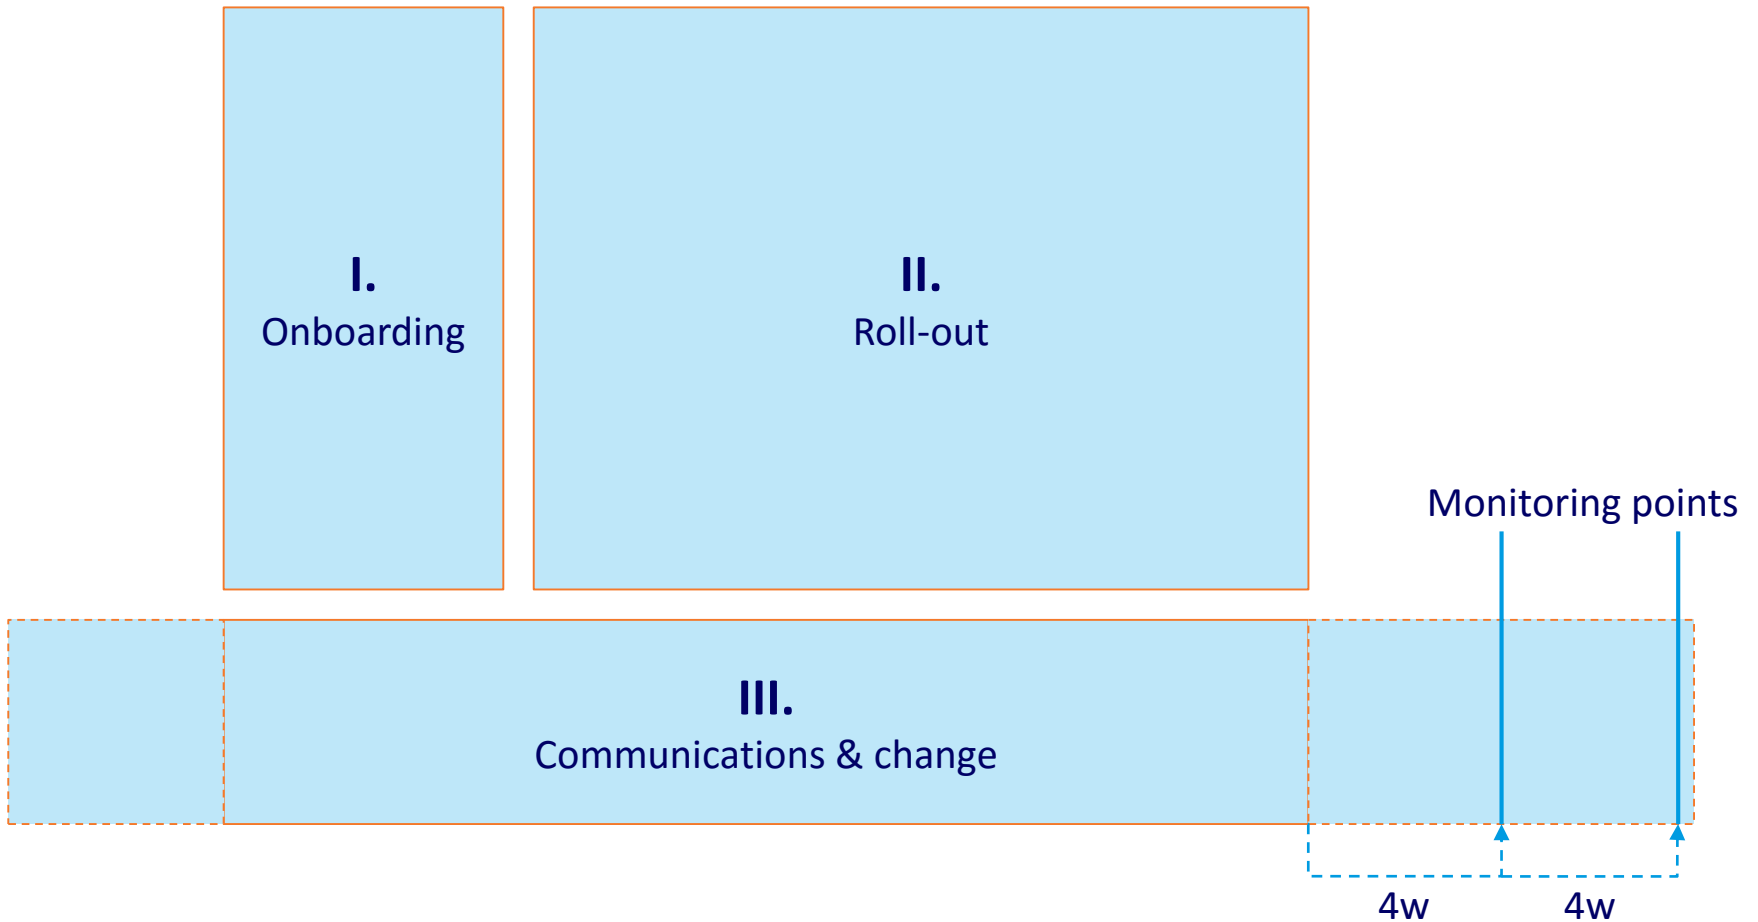 I.
Onboarding
II.
Roll-out
Monitoring points
III.
Communications & change
4w
4w